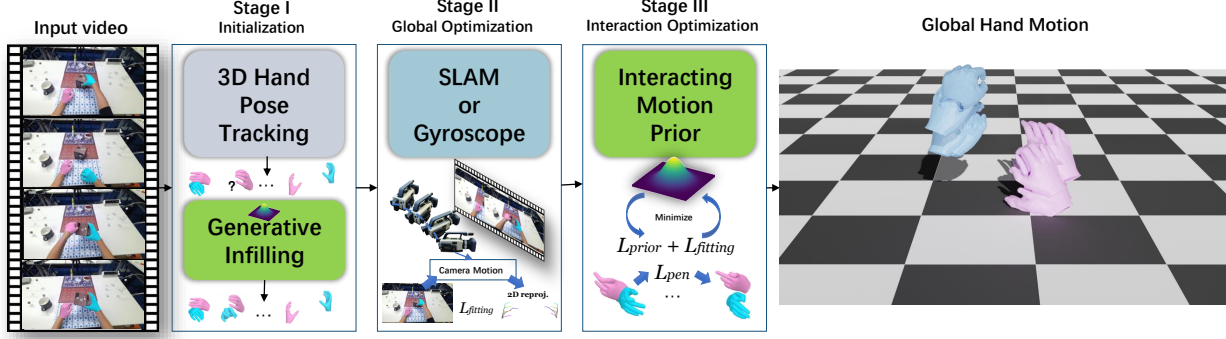 Input video
Stage I
Initialization
3D Hand
Pose
Tracking
?
...
Generative
Infilling
...
Stage II
Global Optimization
SLAM
or
Gyroscope
Camera Motion
Lfitting
2D reproj.
Stage III
Interaction Optimization
Interacting
Motion
Prior
Minimize
Lprior + Lfitting
Lpen
...
Global Hand Motion